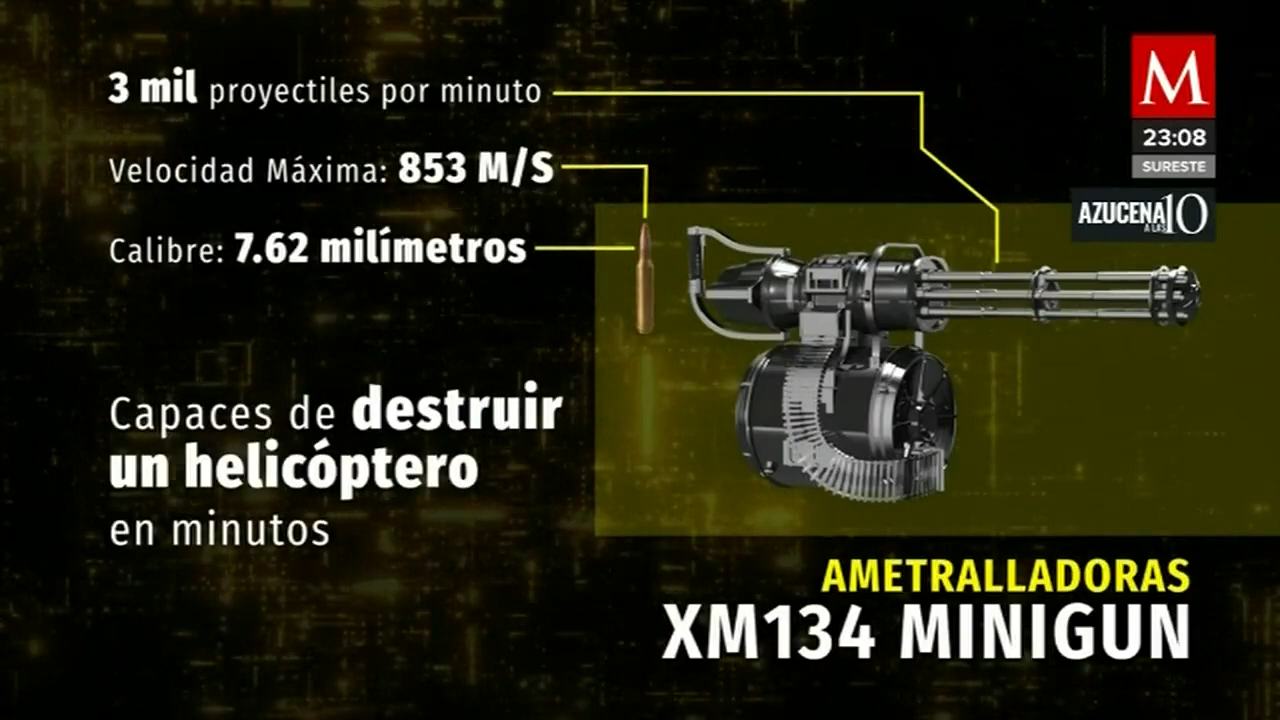 3 mil proyectiles por minuto
Velocidad Máxima: 853 M/S
Calibre: 7.62 milímetros
Capaces de destruir
un helicóptero
en minutos
AMETRALLADORAS
XM134 MINIGUN
M
23:08
SURESTE
AZUCENA
A LAS
10